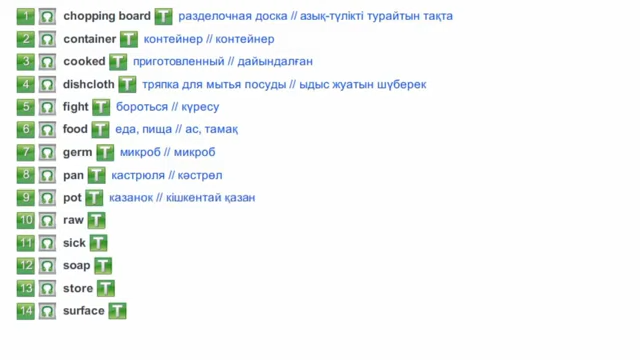 1 chopping board T разделочная доска // азық-түлікті турайтын тақта
2 container T контейнер // контейнер
3 cooked T приготовленный // дайындалған
4 dishcloth T тряпка для мытья посуды // ыдыс жуатын шүберек
5 fight T бороться // күресу
6 food T еда, пища // ас, тамақ
7 germ T микроб // микроб
8 pan T кастрюля // кәстрөл
9 pot T казанок // кішкентай қазан
10 raw T
11 sick T
12 soap T
13 store T
14 surface T